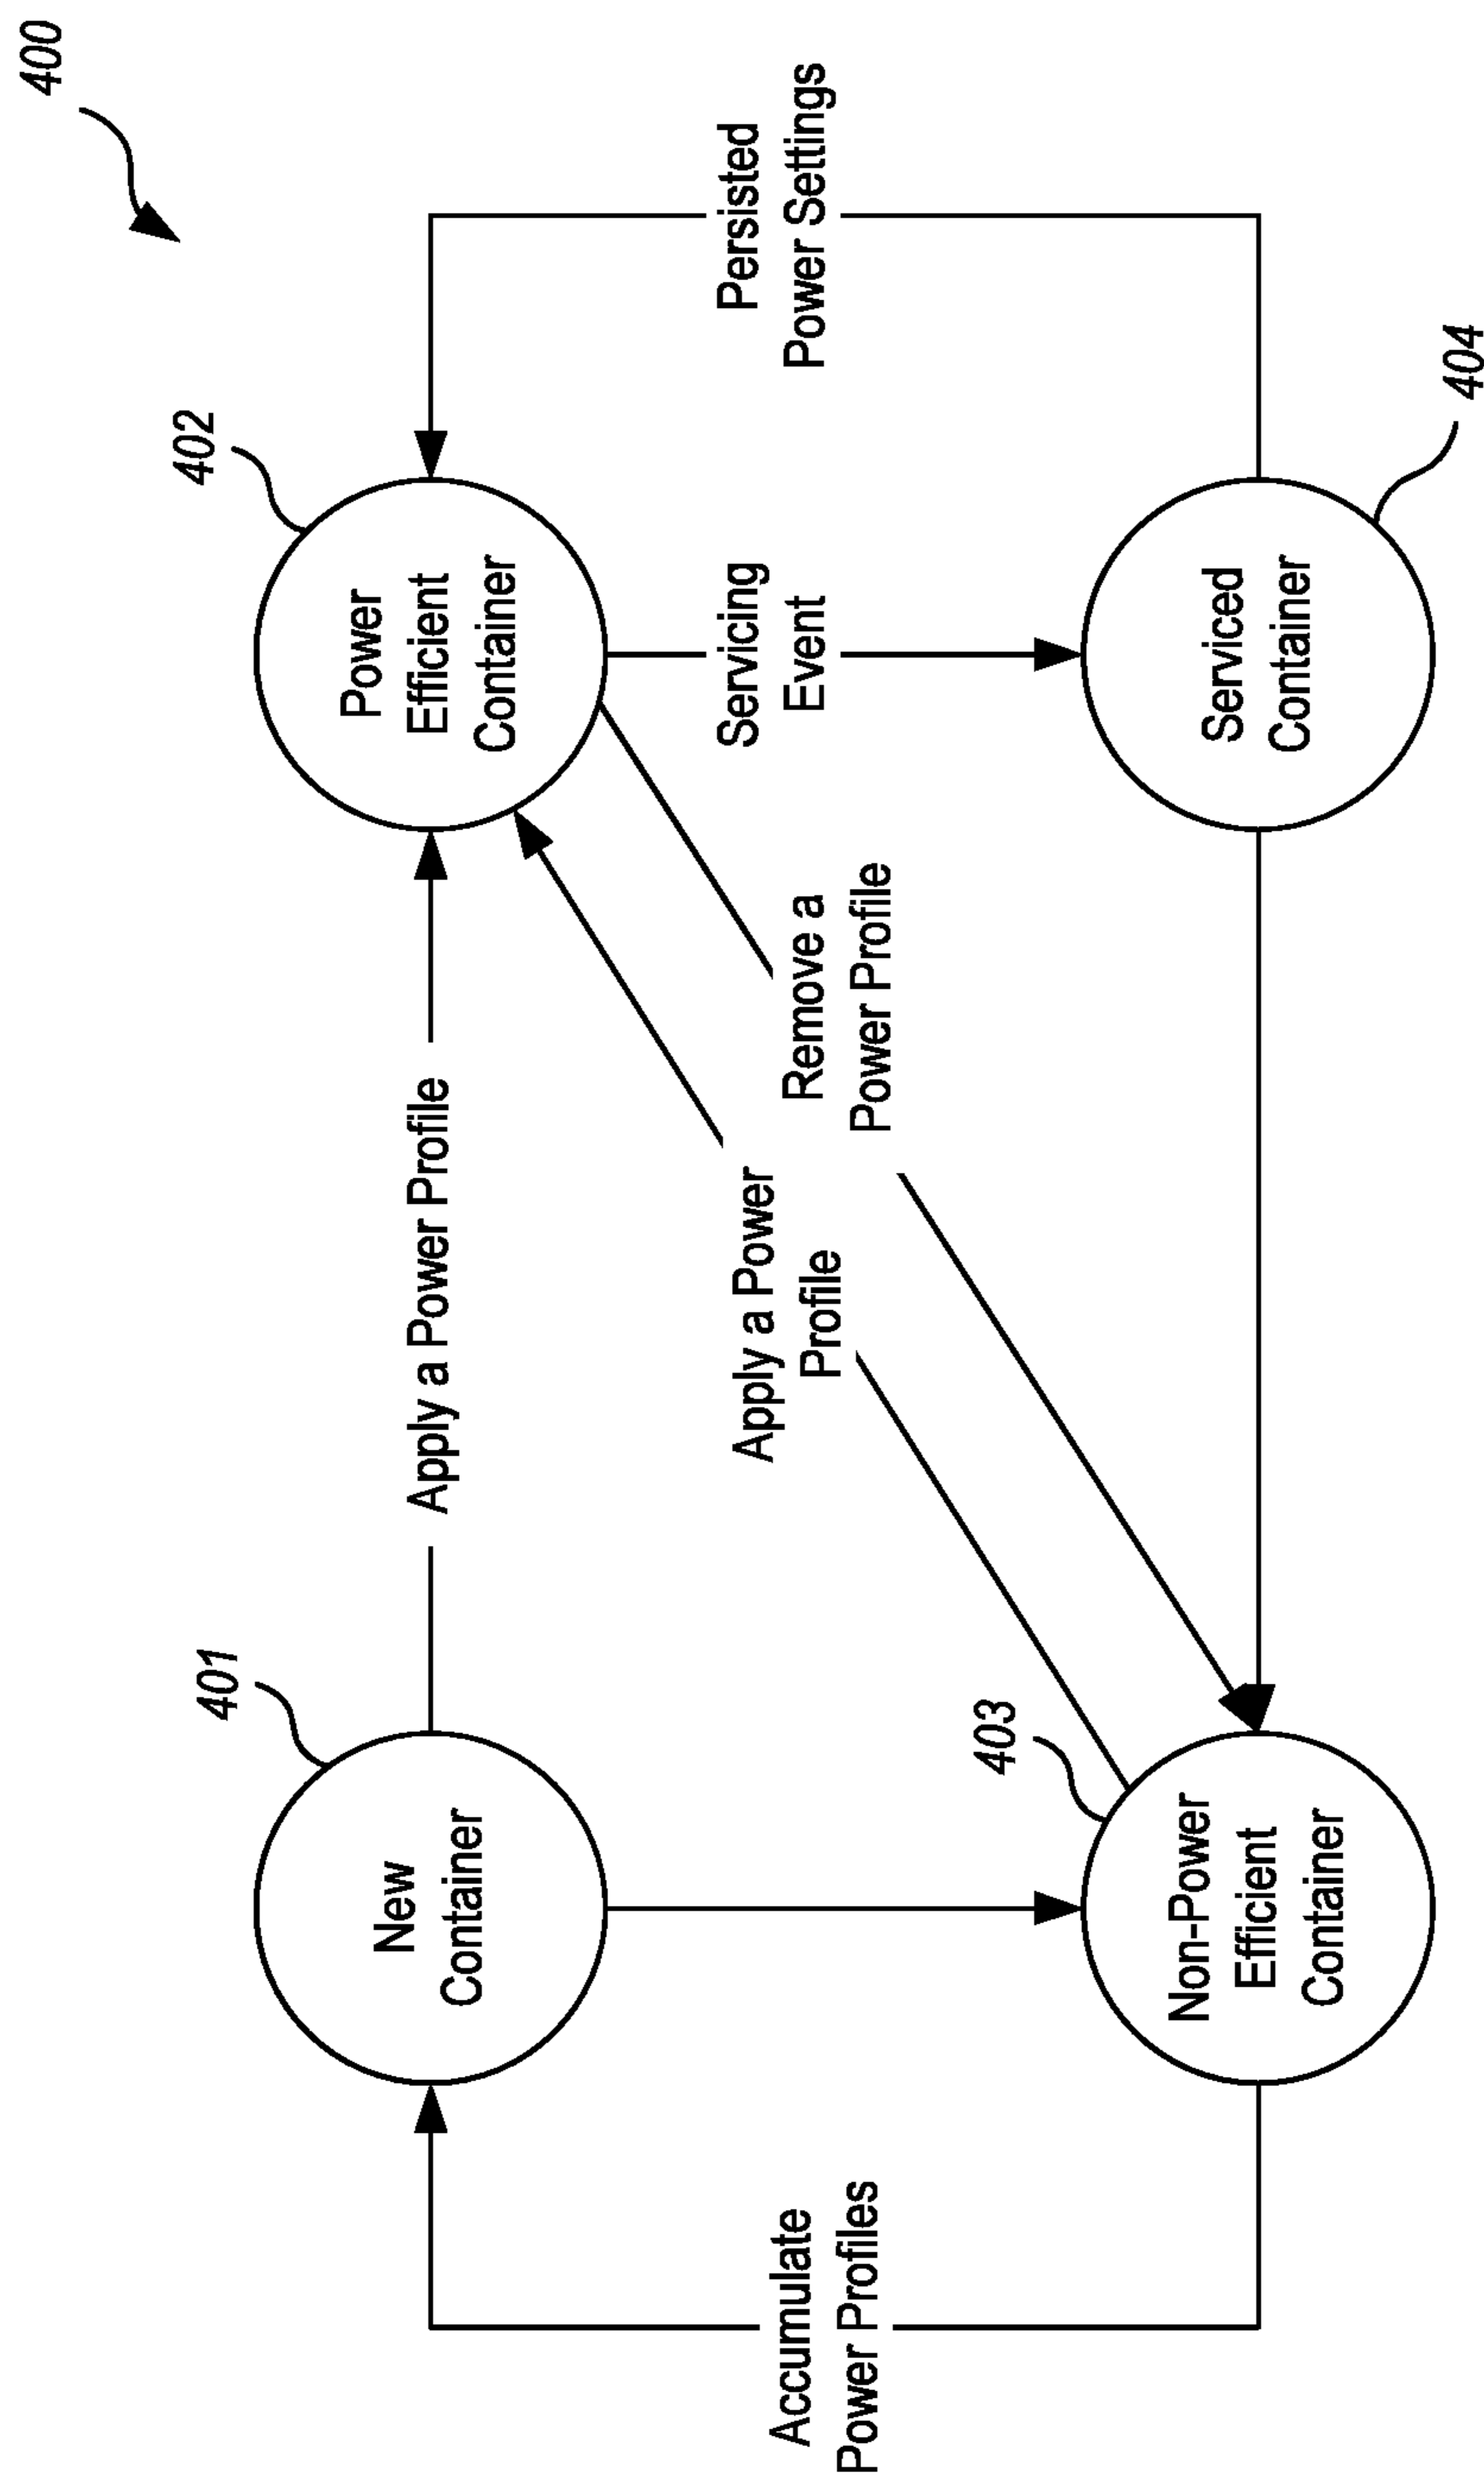 400
401
402
New
Container
Apply a Power Profile
Power
Efficient
Container
Accumulate
Power Profiles
Apply a Power
Profile
Remove a
Power Profile
Servicing
Event
Persisted
Power Settings
403
Non-Power
Efficient
Container
Serviced
Container
404